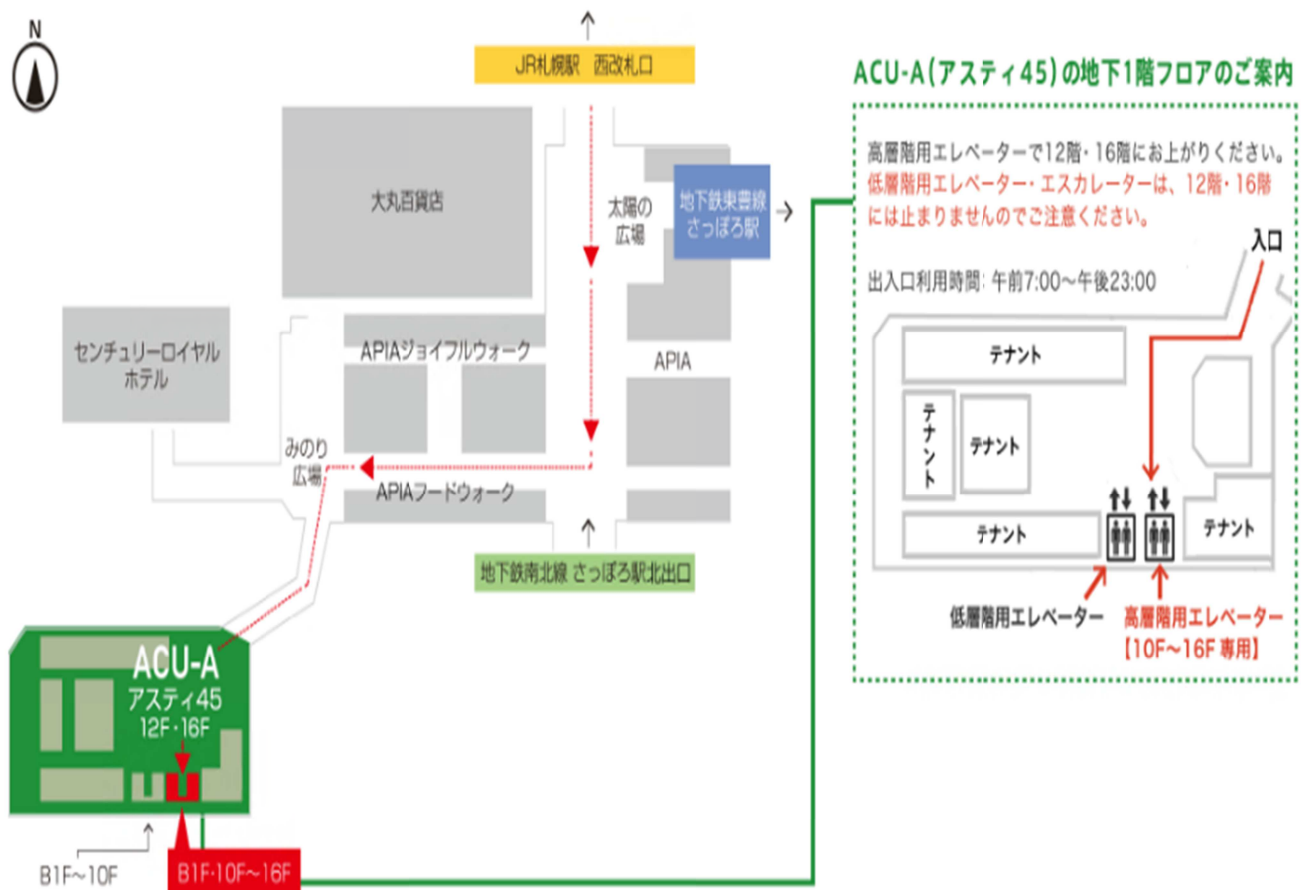 N
JR札幌駅 西改札口
大丸百貨店
太陽の
広場
地下鉄東豊線
さっぽろ駅
センチュリーロイヤル
ホテル
APIAジョイフルウォーク
APIA
みのり
広場
APIAフードウォーク
地下鉄南北線 さっぽろ駅北出口
ACU-A
アスティ45
12F・16F
B1F〜10F
B1F・10F〜16F
ACU-A(アスティ45)の地下1階フロアのご案内
高層階用エレベーターで12階・16階にお上がりください。
低層階用エレベーター・エスカレーターは、12階・16階
には止まりませんのでご注意ください。
入口
出入口利用時間:午前7:00〜午後23:00
テナント
テナント
テナント
テナント
テナント
低層階用エレベーター
高層階用エレベーター
【10F〜16F専用】